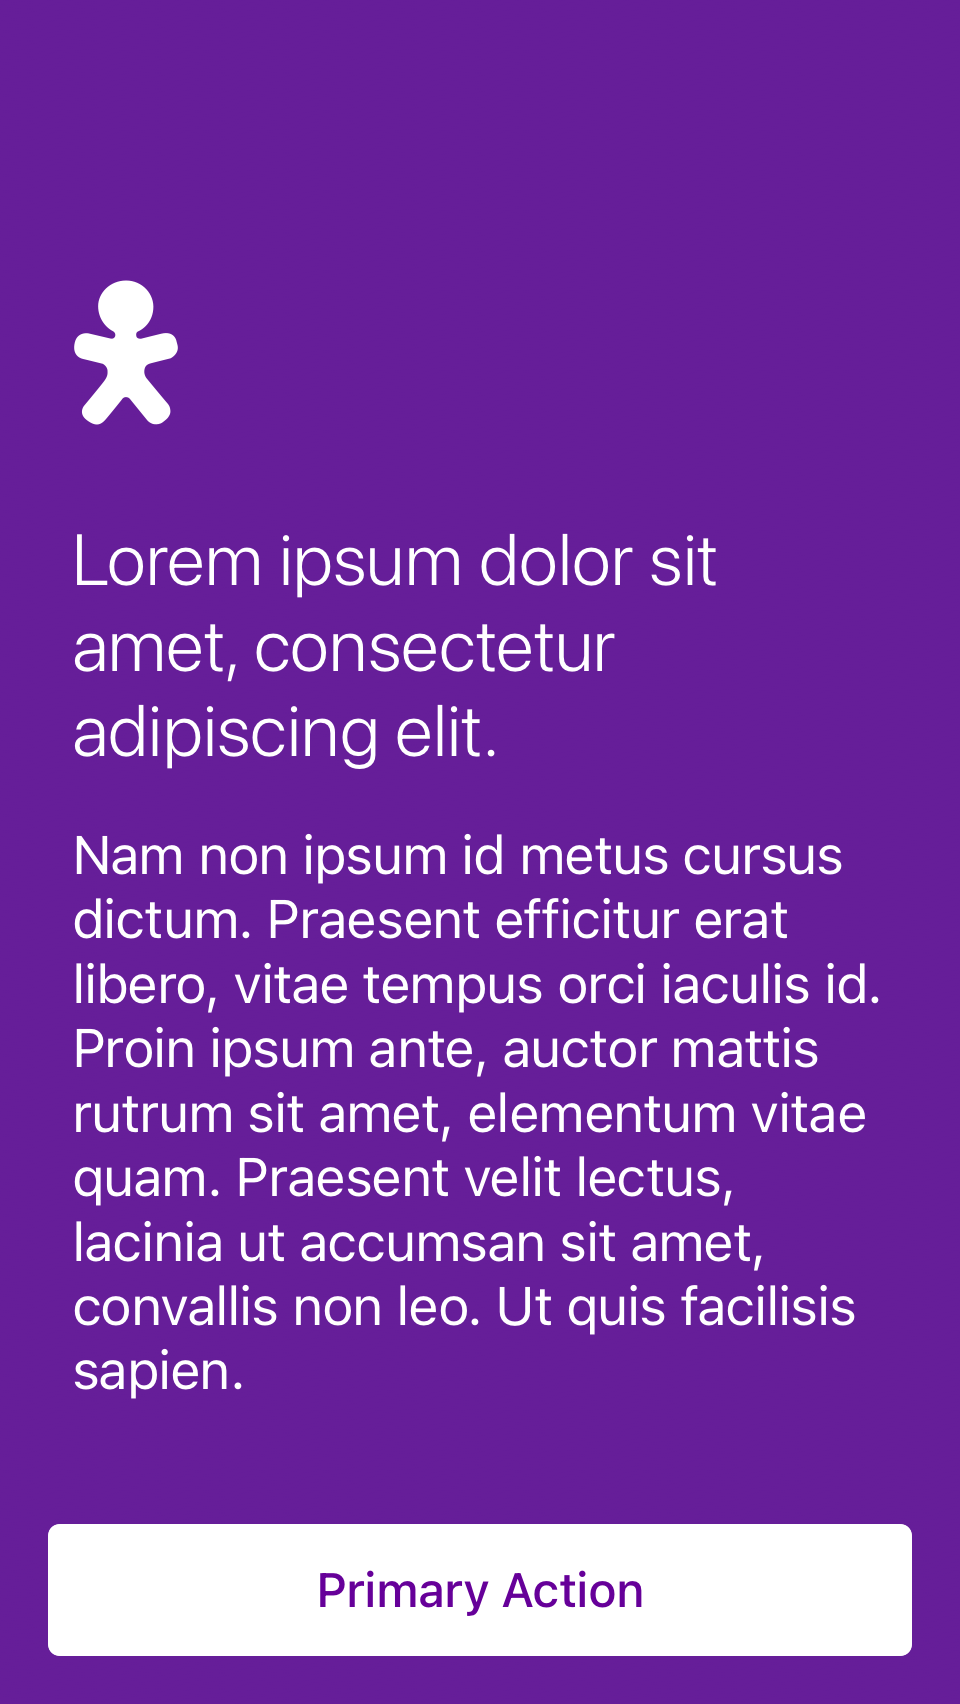 Lorem ipsum dolor sit
amet, consectetur
adipiscing elit.
Nam non ipsum id metus cursus
dictum. Praesent efficitur erat
libero, vitae tempus orci iaculis id.
Proin ipsum ante, auctor mattis
rutrum sit amet, elementum vitae
quam. Praesent velit lectus,
lacinia ut accumsan sit amet,
convallis non leo. Ut quis facilisis
sapien.
Primary Action